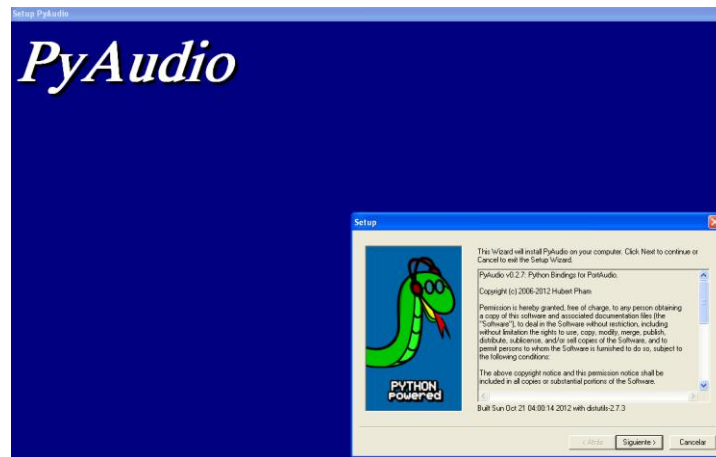 Setup PyAudio
PyAudio
Setup
This Wizard will install PyAudio on your computer. Click Next to continue or
Cancel to exit the Setup Wizard.
PyAudio v0.2.7: Python Bindings for PortAudio.
Copyright (c) 2006-2012 Hubert Pham
Permission is hereby granted, free of charge, to any person obtaining
a copy of this software and associated documentation files (the
"Software"), to deal in the Software without restriction, including
without limitation the rights to use, copy, modify, merge, publish,
distribute, sublicense, and/or sell copies of the Software, and to
permit persons to whom the Software is furnished to do so, subject to
the following conditions:
The above copyright notice and this permission notice shall be
included in all copies or substantial portions of the Software.
PYTHON
Powered
Built Sun Oct 21 04:00:14 2012 with distutils-2.7.3
< Atrás
Siguiente >
Cancelar